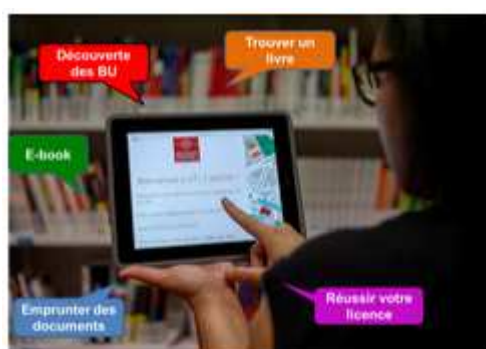 Découverte
des BU
Trouver un
livre
E-book
Emprunter des
documents
Réussir votre
licence